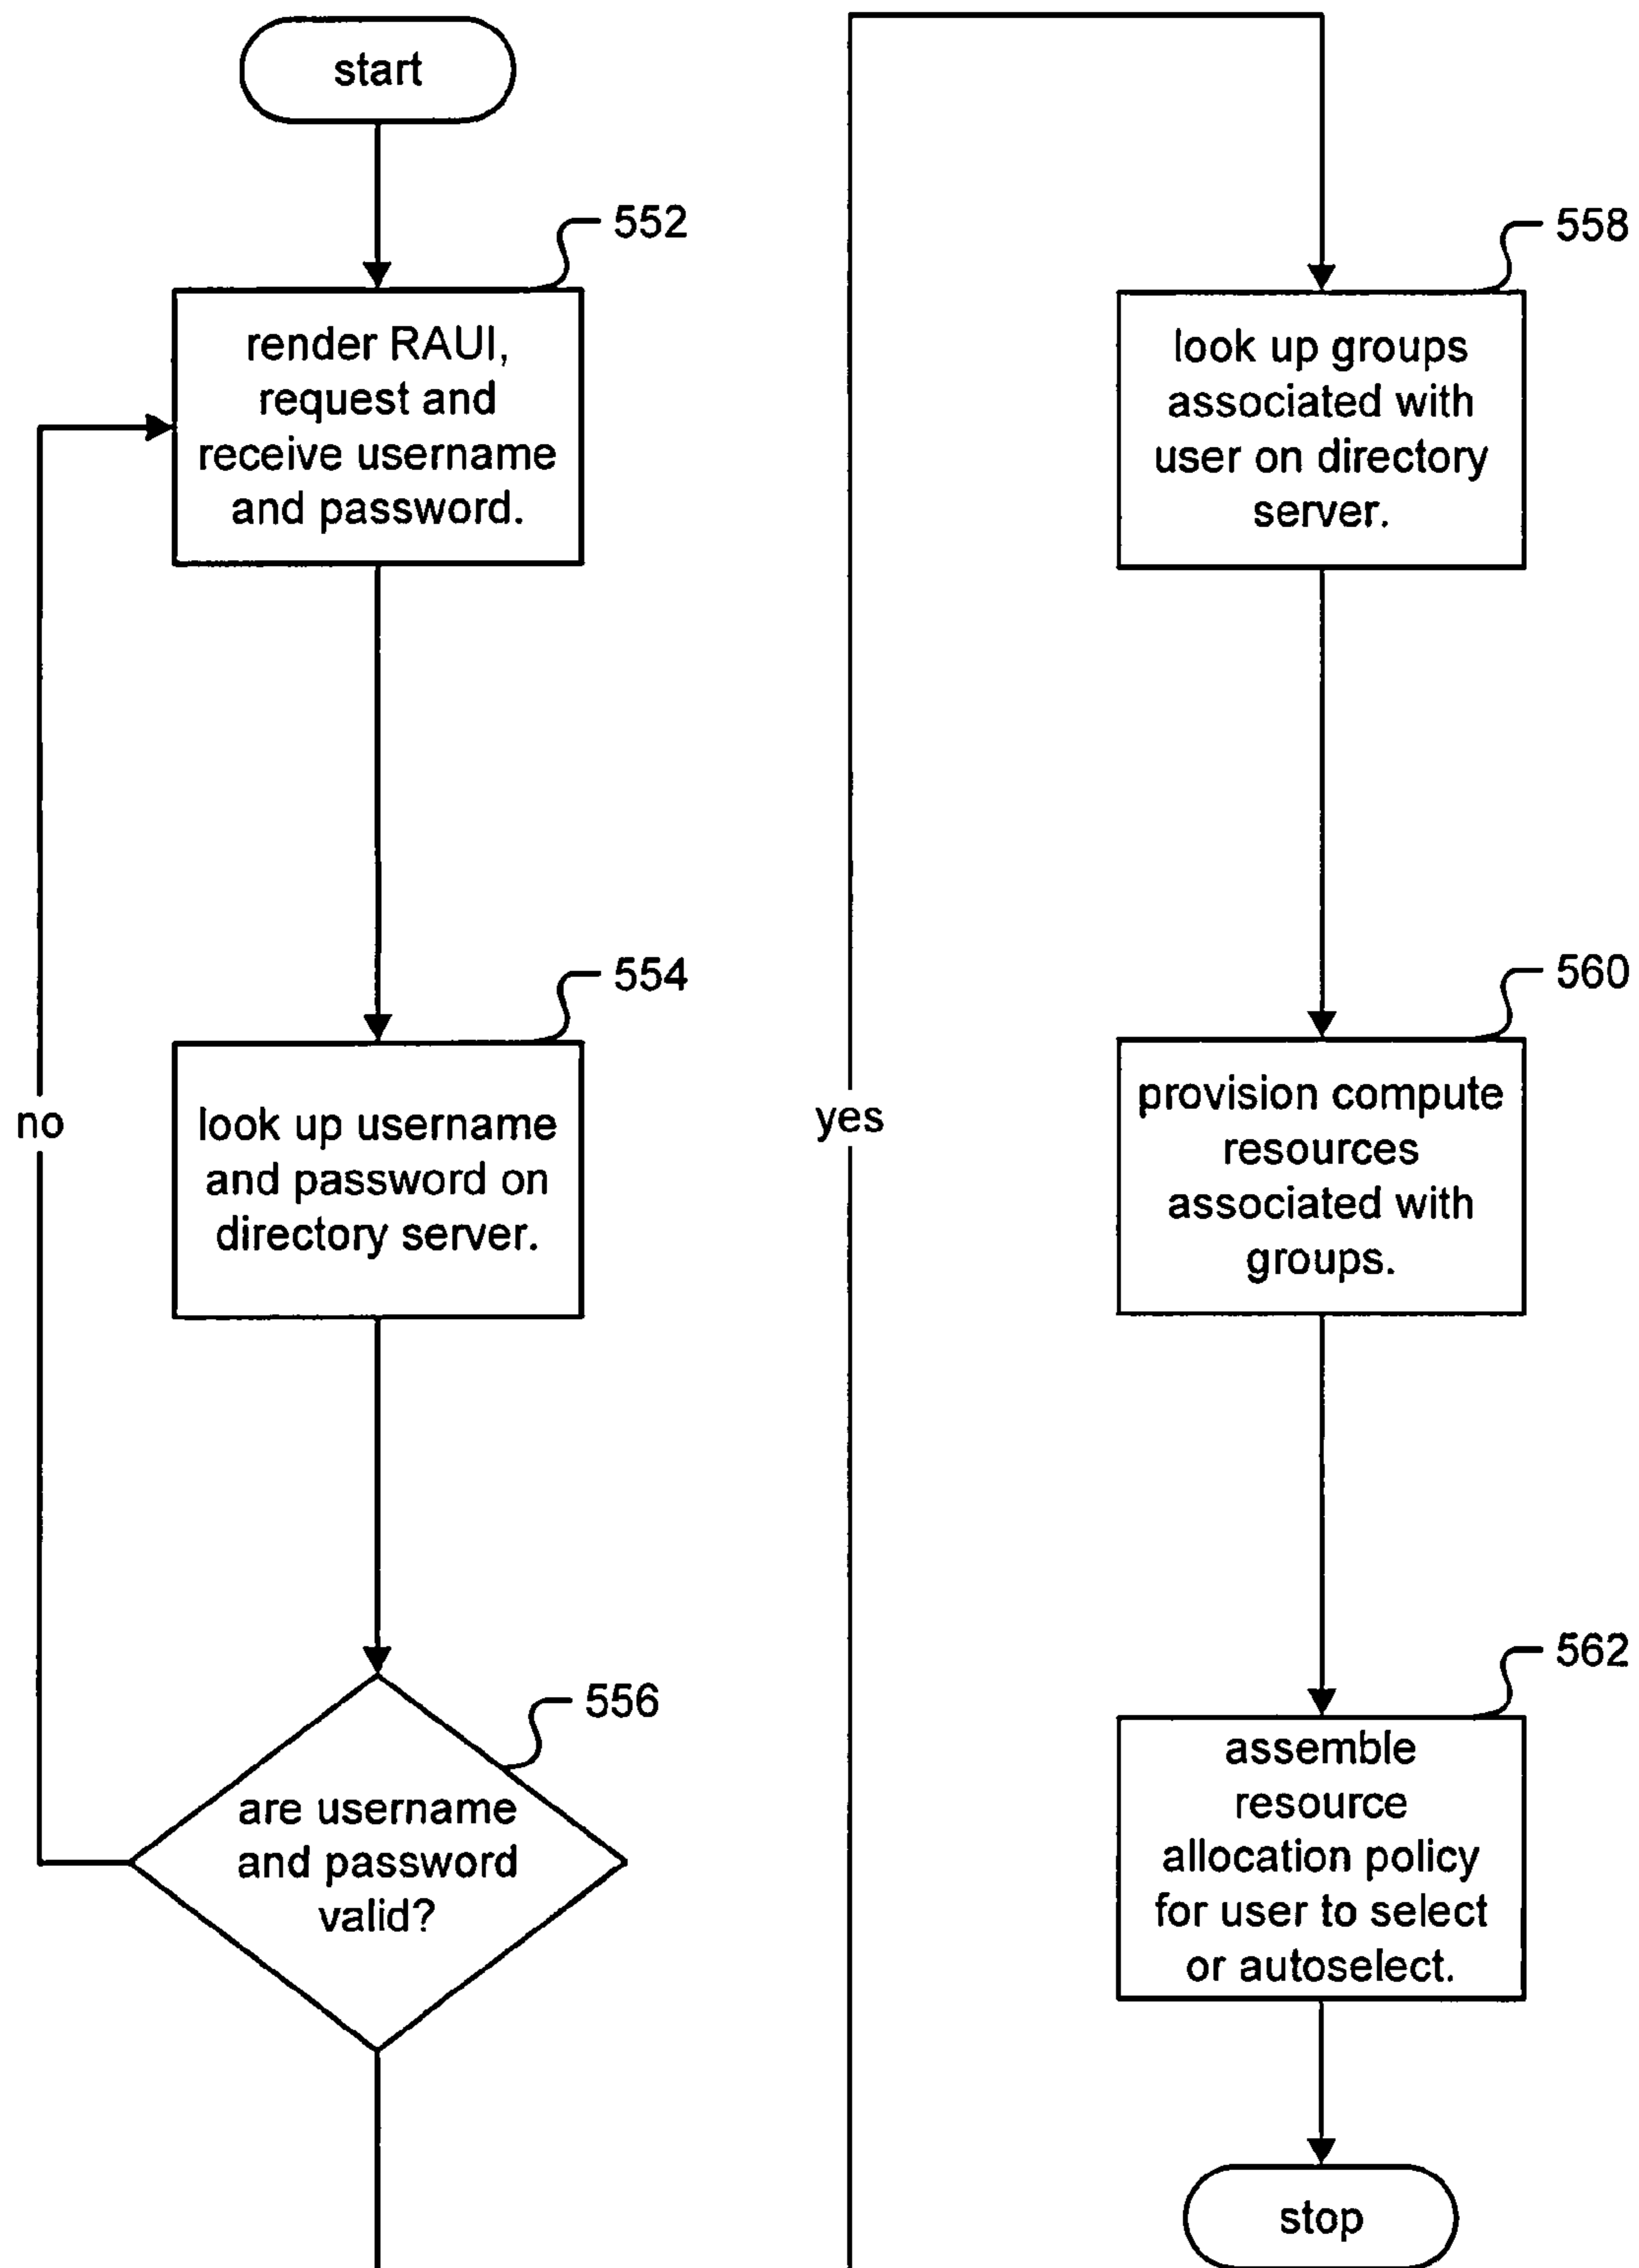 start
552
render RAUI,
request and
receive username
and password.
554
look up username
and password on
directory server.
no
556
are username
and password
valid?
yes
558
look up groups
associated with
user on directory
server.
560
provision compute
resources
associated with
groups.
562
assemble
resource
allocation policy
for user to select
or autoselect.
stop